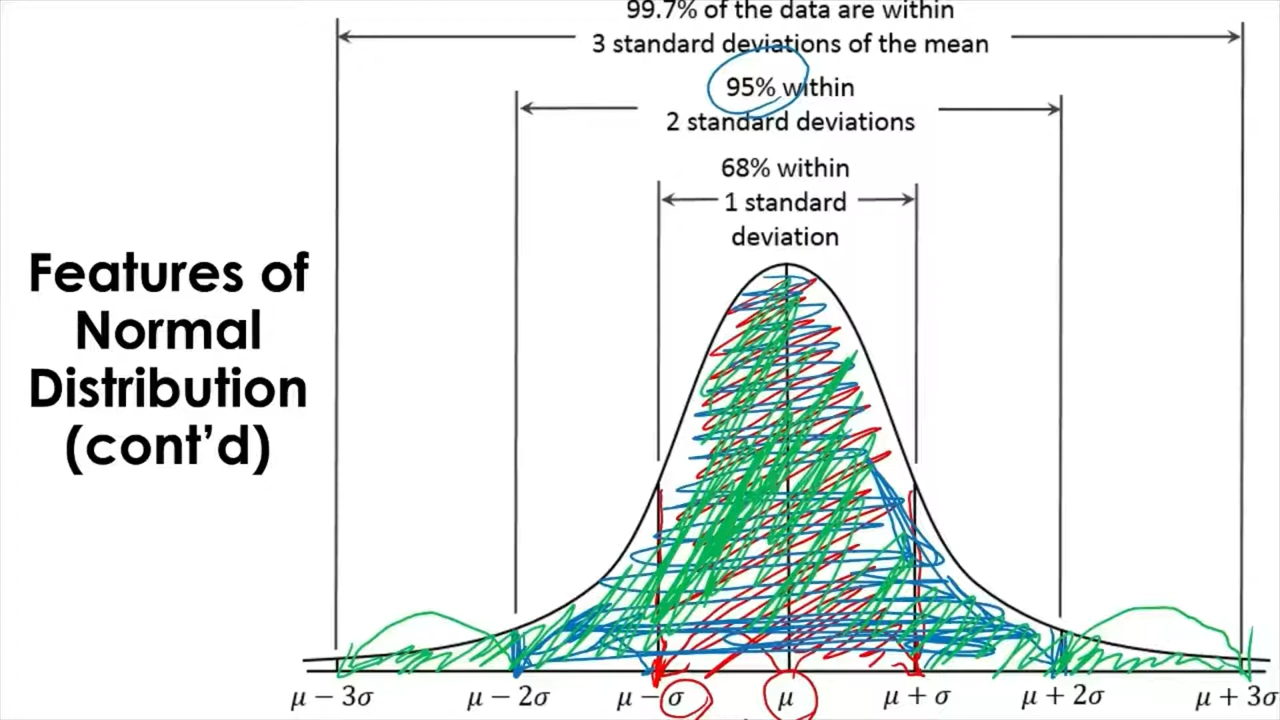 99.7% of the data are within
3 standard deviations of the mean
95% within
2 standard deviations
68% within
1 standard
deviation
Features of
Normal
Distribution
(cont’d)
μ − 3σ μ − 2σ μ − σ μ μ + σ μ + 2σ μ + 3σ